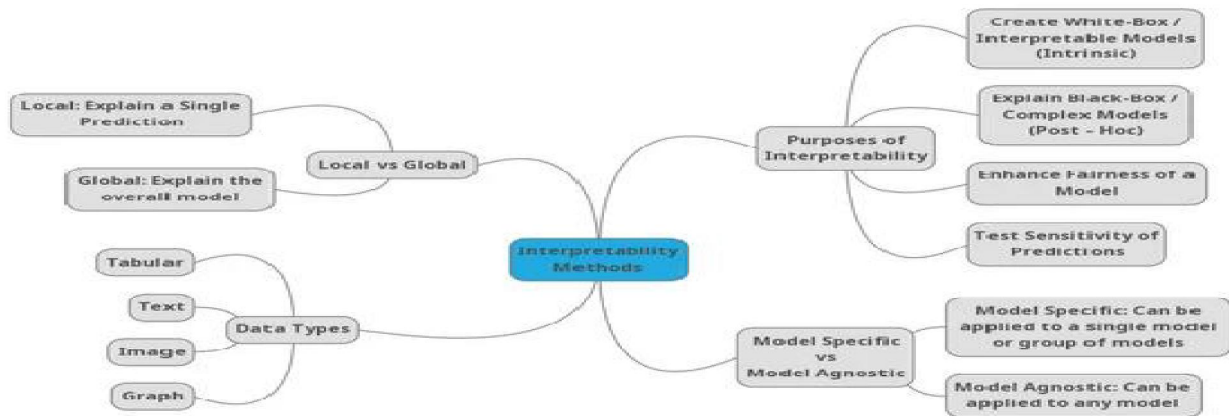 Interpretability
Methods
Local vs Global
Local: Explain a Single
Prediction
Global: Explain the
overall model
Data Types
Tabular
Text
Image
Graph
Purposes of
Interpretability
Create White-Box /
Interpretable Models
(Intrinsic)
Explain Black-Box /
Complex Models
(Post - Hoc)
Enhance Fairness of a
Model
Test Sensitivity of
Predictions
Model Specific
vs
Model Agnostic
Model Specific: Can be
applied to a single model
or group of models
Model Agnostic: Can be
applied to any model